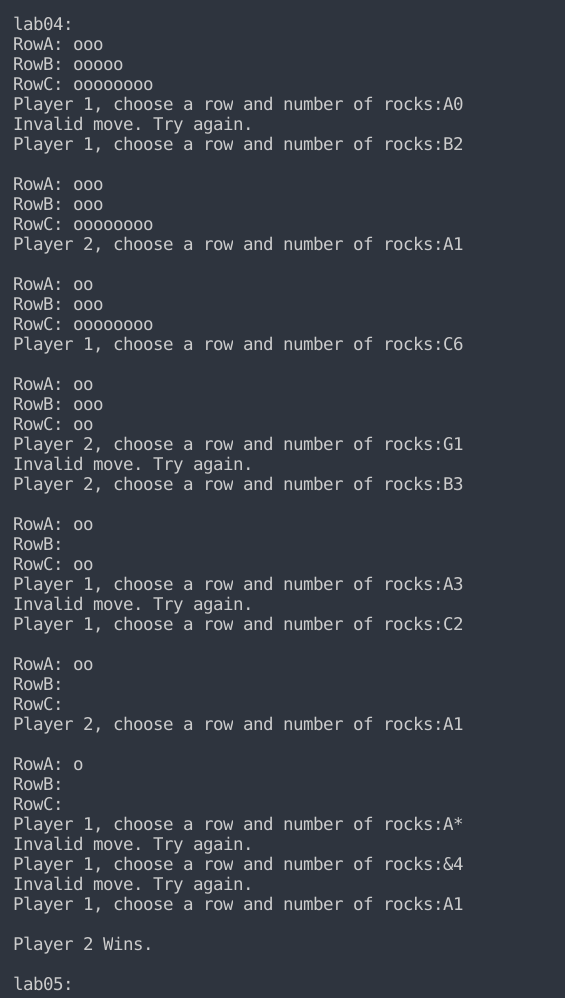 lab04:
RowA: ooo
RowB: ooooo
RowC: oooooooo
Player 1, choose a row and number of rocks:A0
Invalid move. Try again.
Player 1, choose a row and number of rocks:B2

RowA: ooo
RowB: ooo
RowC: oooooooo
Player 2, choose a row and number of rocks:A1

RowA: oo
RowB: ooo
RowC: oooooooo
Player 1, choose a row and number of rocks:C6

RowA: oo
RowB: ooo
RowC: oo
Player 2, choose a row and number of rocks:G1
Invalid move. Try again.
Player 2, choose a row and number of rocks:B3

RowA: oo
RowB:
RowC: oo
Player 1, choose a row and number of rocks:A3
Invalid move. Try again.
Player 1, choose a row and number of rocks:C2

RowA: oo
RowB:
RowC:
Player 2, choose a row and number of rocks:A1

RowA: o
RowB:
RowC:
Player 1, choose a row and number of rocks:A*
Invalid move. Try again.
Player 1, choose a row and number of rocks:&4
Invalid move. Try again.
Player 1, choose a row and number of rocks:A1

Player 2 Wins.

lab05: